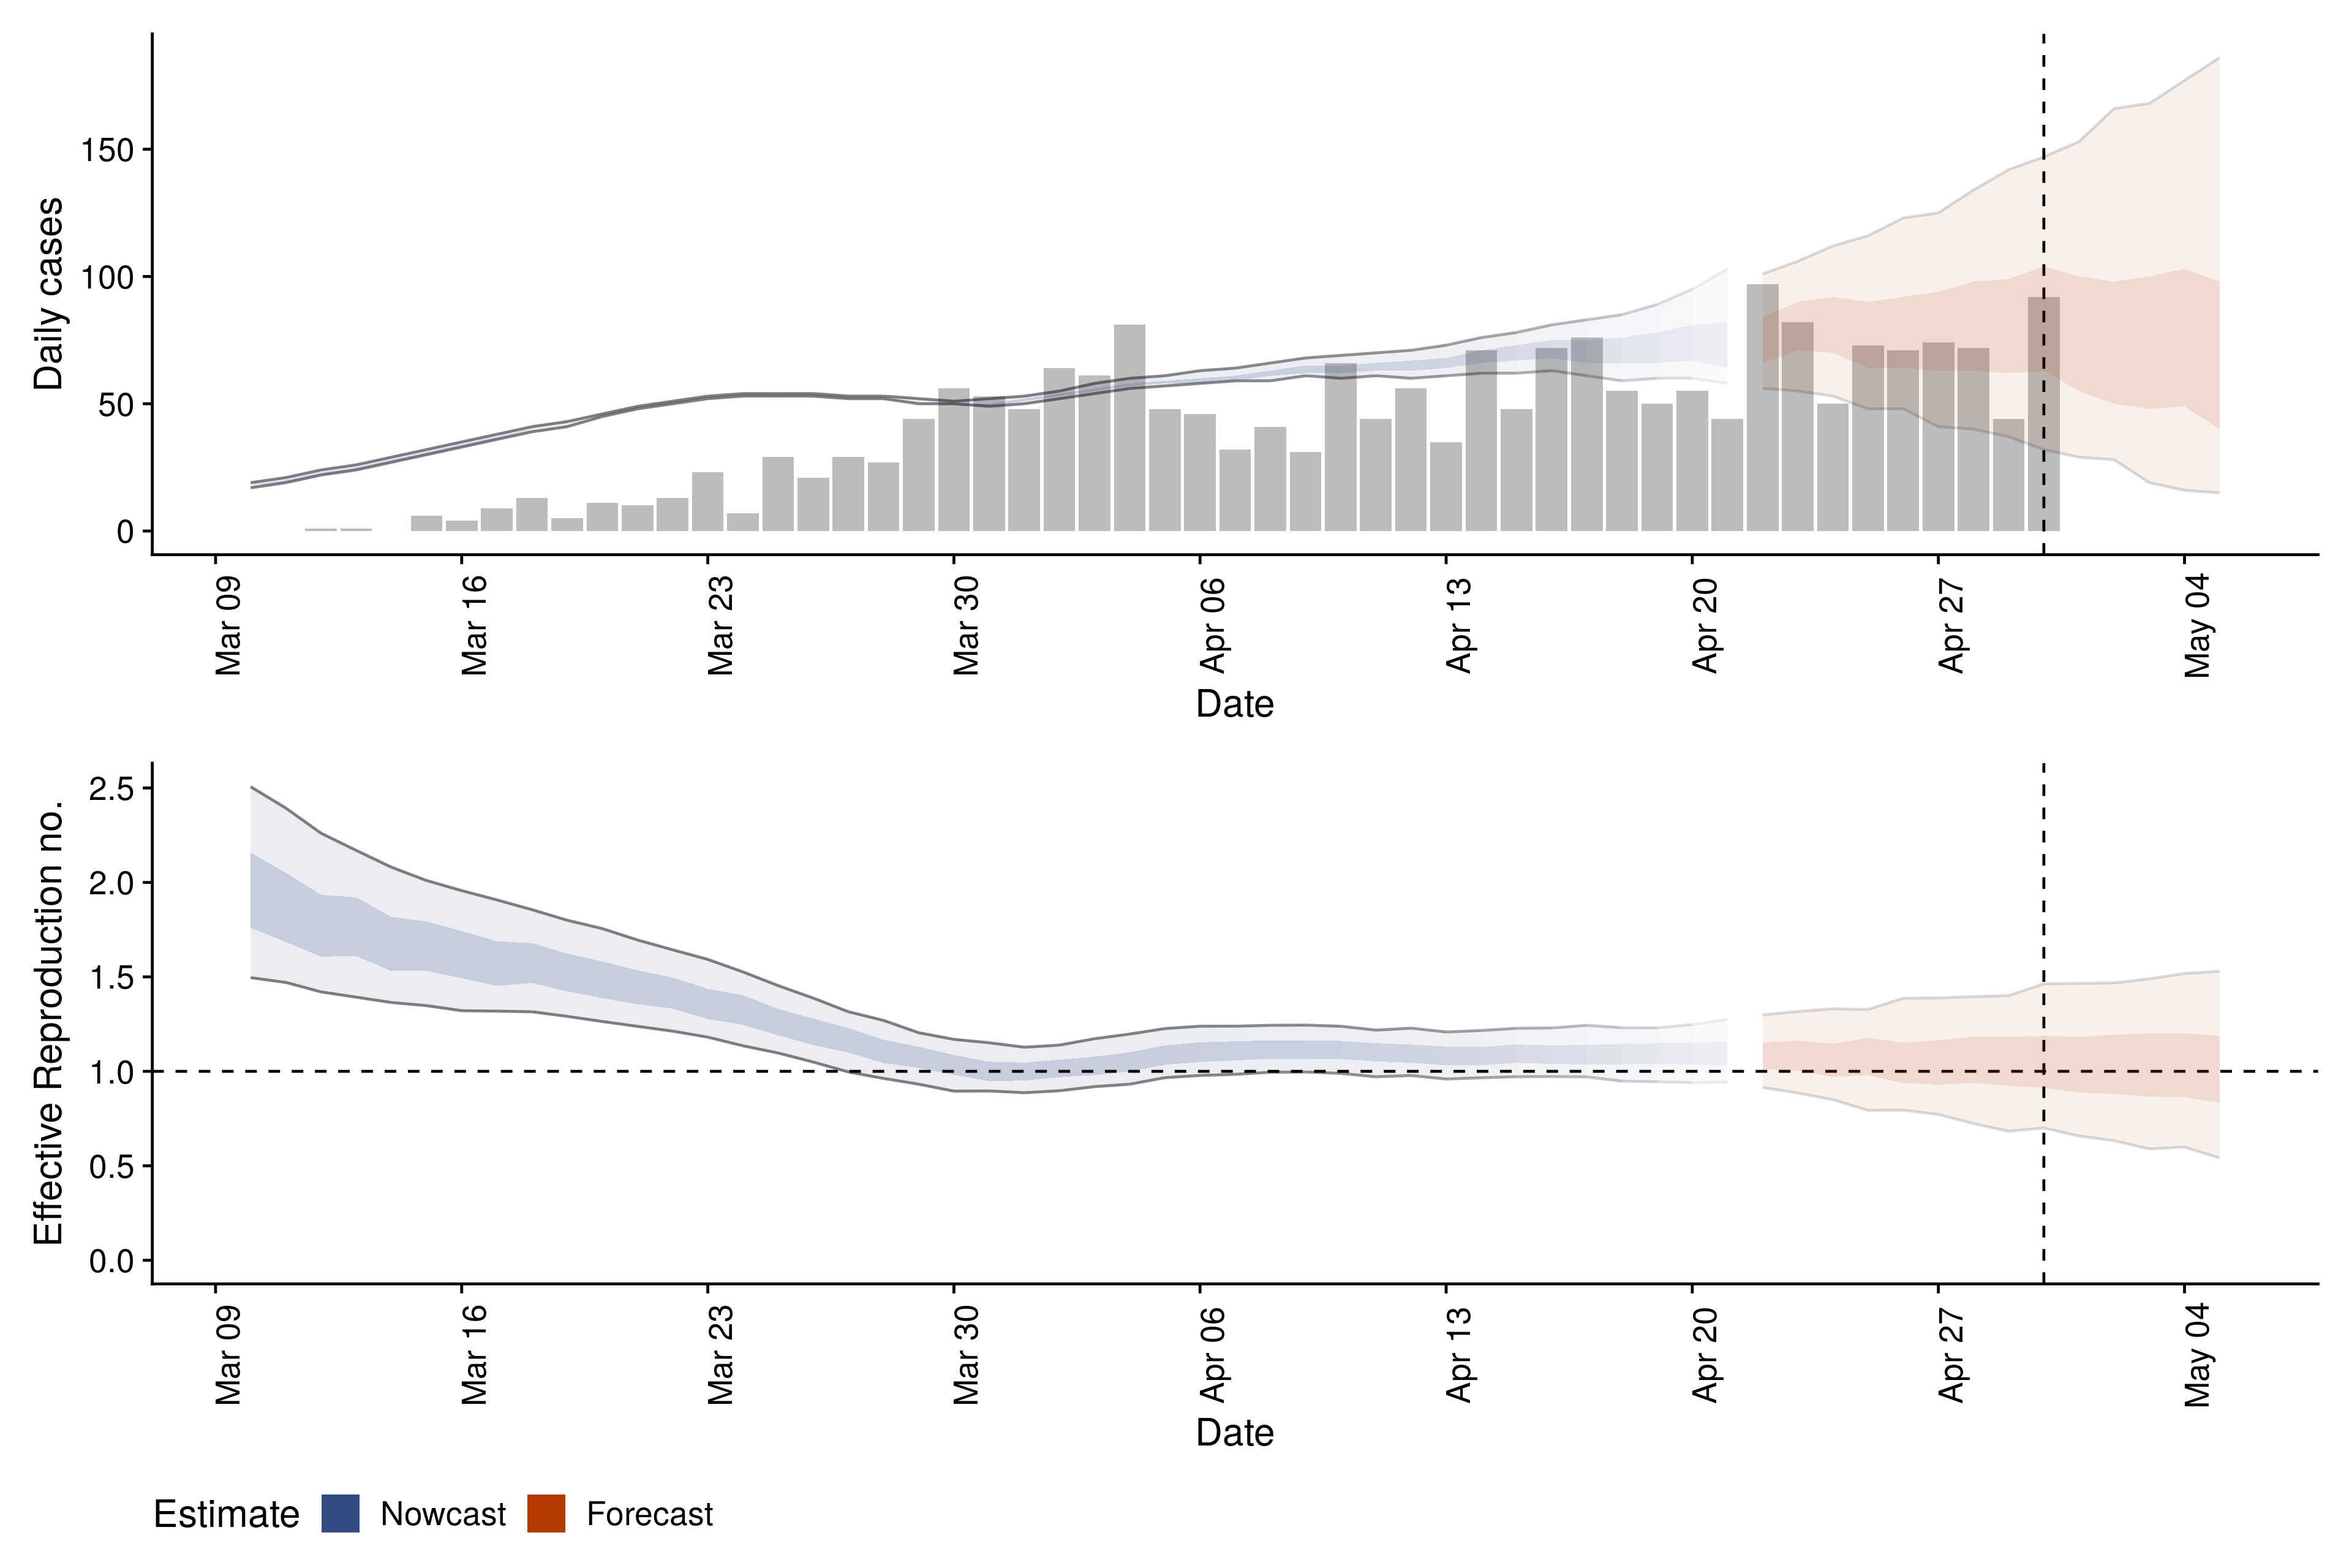 Daily cases
150
100
50
0
Mar 09
Mar 16
Mar 23
Mar 30
Apr 06
Apr 13
Apr 20
Apr 27
May 04
Date
Effective Reproduction no.
2.5
2.0
1.5
1.0
0.5
0.0
Mar 09
Mar 16
Mar 23
Mar 30
Apr 06
Apr 13
Apr 20
Apr 27
May 04
Date
Estimate Nowcast Forecast